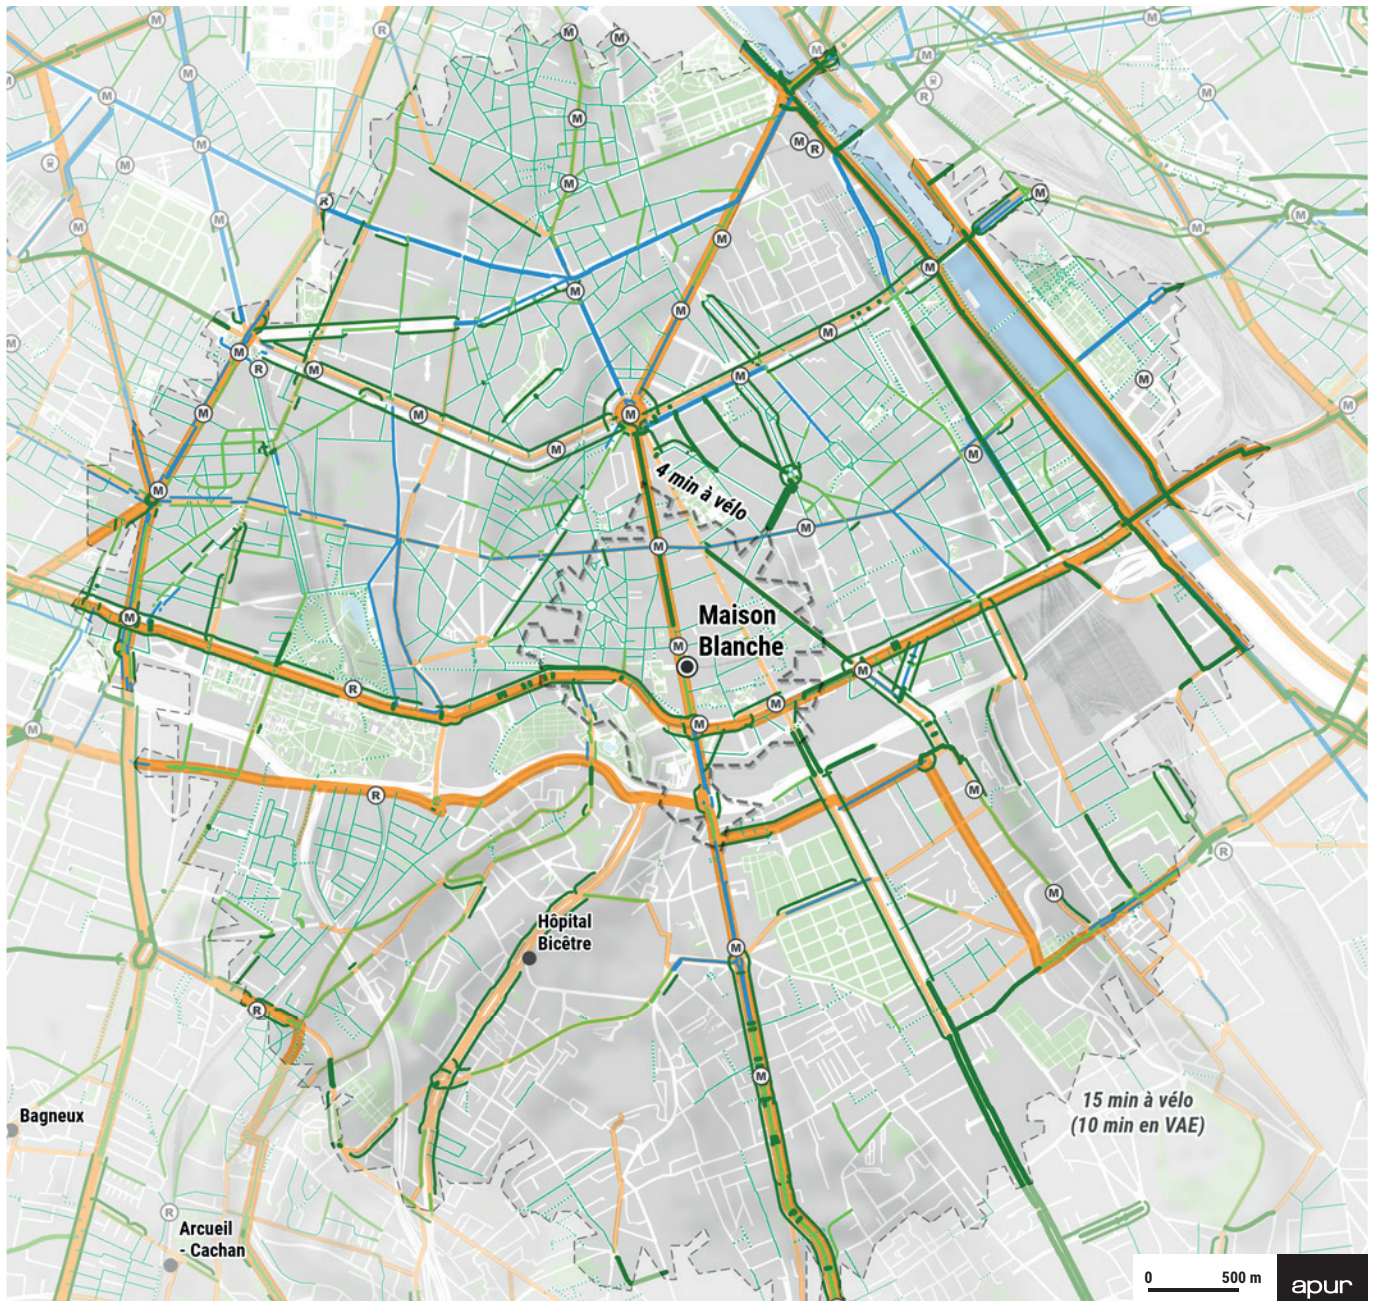 4 min à vélo
Maison
Blanche
Hôpital
Bicêtre
15 min à vélo
(10 min en VAE)
Bagneux
Arcueil
- Cachan
0 500 m
apur